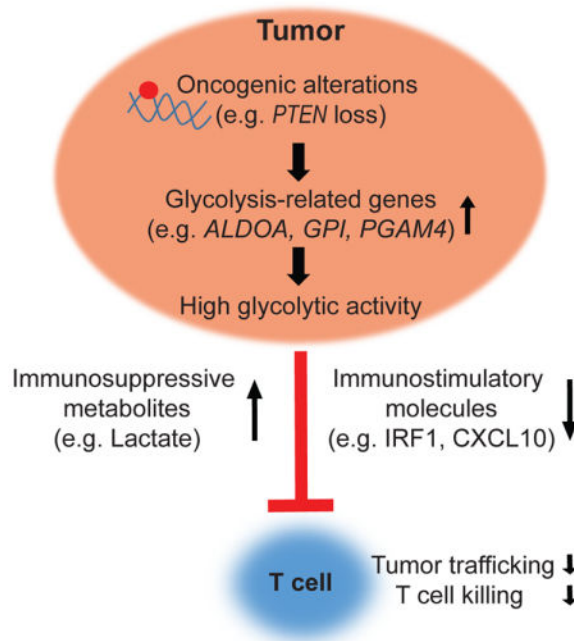 Tumor
Oncogenic alterations
(e.g. PTEN loss)
Glycolysis-related genes
(e.g. ALDOA, GPI, PGAM4)
High glycolytic activity
Immunosuppressive
metabolites
(e.g. Lactate)
Immunostimulatory
molecules
(e.g. IRF1, CXCL10)
T cell
Tumor trafficking
T cell killing